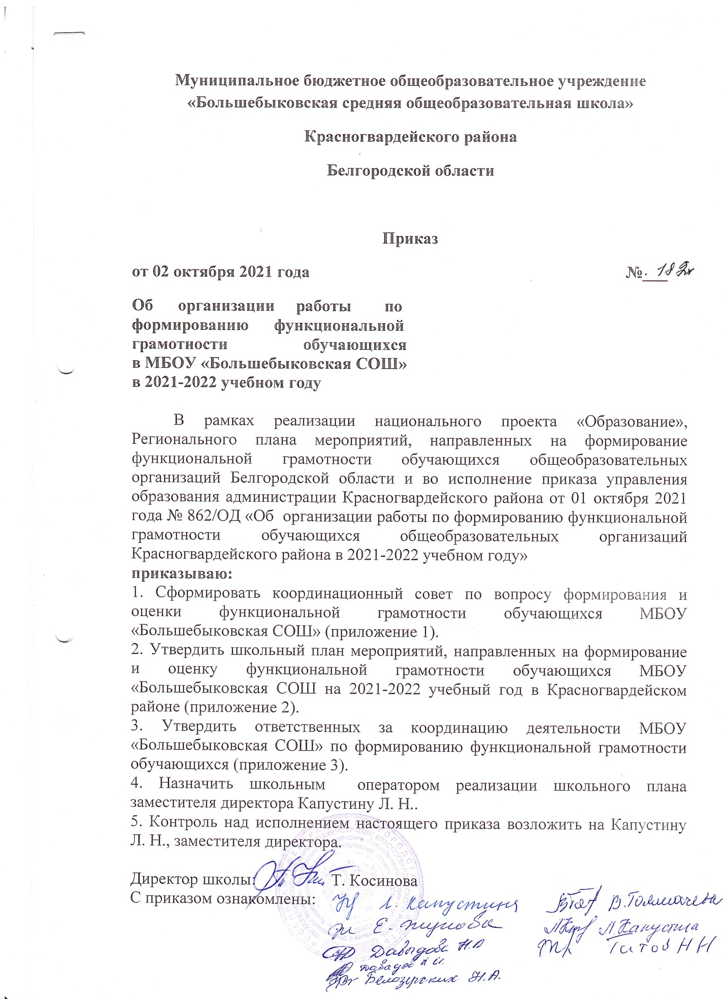 Муниципальное бюджетное общеобразовательное учреждение
«Большебыковская средняя общеобразовательная школа»
Красногвардейского района
Белгородской области
Приказ
от 02 октября 2021 года №. 182
Об организации работы по
формированию функциональной
грамотности обучающихся
в МБОУ «Большебыковская СОШ»
в 2021-2022 учебном году
В рамках реализации национального проекта «Образование»,
Регионального плана мероприятий, направленных на формирование
функциональной грамотности обучающихся общеобразовательных
организаций Белгородской области и во исполнение приказа управления
образования администрации Красногвардейского района от 01 октября 2021
года № 862/ОД «Об организации работы по формированию функциональной
грамотности обучающихся общеобразовательных организаций
Красногвардейского района в 2021-2022 учебном году»
приказываю:
1. Сформировать координационный совет по вопросу формирования и
оценки функциональной грамотности обучающихся МБОУ
«Большебыковская СОШ» (приложение 1).
2. Утвердить школьный план мероприятий, направленных на формирование
и оценку функциональной грамотности обучающихся МБОУ
«Большебыковская СОШ на 2021-2022 учебный год в Красногвардейском
районе (приложение 2).
3. Утвердить ответственных за координацию деятельности МБОУ
«Большебыковская СОШ» по формированию функциональной грамотности
обучающихся (приложение 3).
4. Назначить школьным оператором реализации школьного плана
заместителя директора Капустину Л. Н..
5. Контроль над исполнением настоящего приказа возложить на Капустину
Л. Н., заместителя директора.
Директор школы: Т. Косинова
С приказом ознакомлены: Л. Капустина В. Толмачева
Е. Жукова Л. Капустина
Давыдова Н. Титов Н Н
Давыдов
Белозерских Н.А.